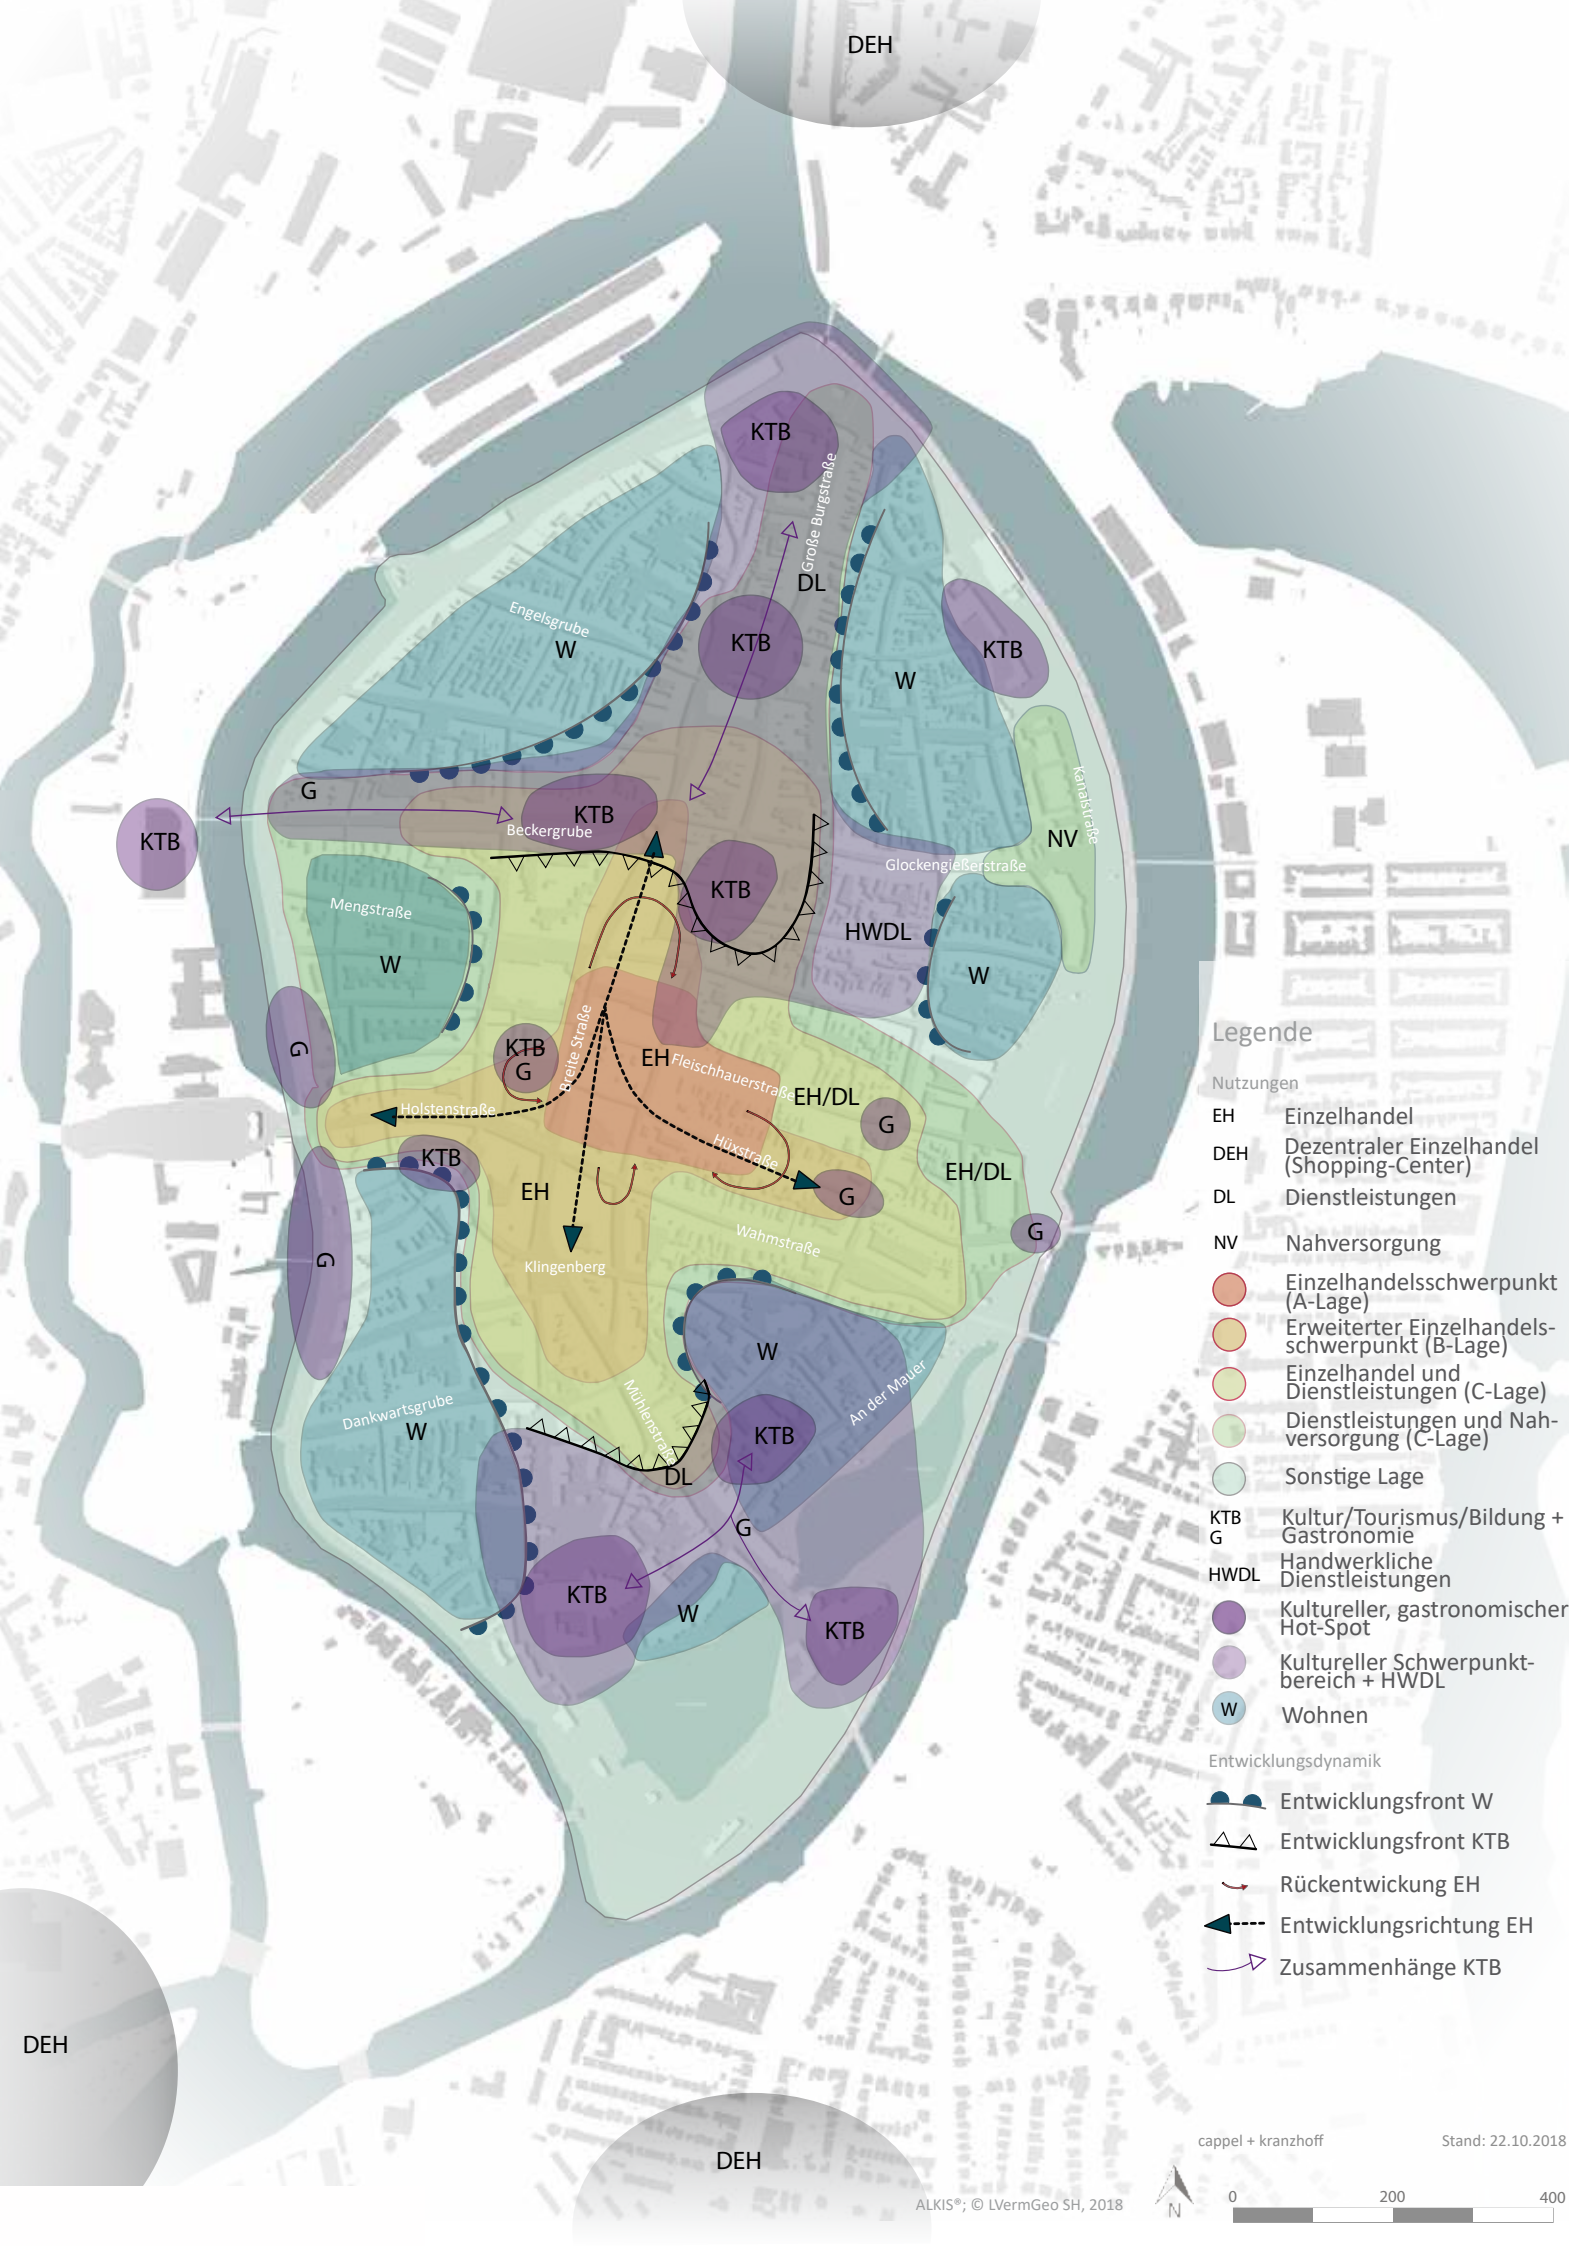 DEH
KTB
Große Burgstraße
DL
Engelsgrube
W
KTB
KTB
W
G
KTB
Beckergrube
KTB
Kanalstraße
NV
Glockengießerstraße
KTB
Mengstraße
HWDL
W
W
G
KTB
G
Breite Straße
EH
Fleischhauerstraße
EH/DL
Holstenstraße
G
Hüxstraße
KTB
EH
G
EH/DL
G
Wahmstraße
G
Klingenberg
W
An der Mauer
Dankwartsgrube
W
Mühlenstraße
KTB
DL
G
KTB
W
KTB
DEH
DEH
Legende
Nutzungen
EH Einzelhandel
DEH Dezentraler Einzelhandel
(Shopping-Center)
DL Dienstleistungen
NV Nahversorgung
Einzelhandelsschwerpunkt
(A-Lage)
Erweiterter Einzelhandels-
schwerpunkt (B-Lage)
Einzelhandel und
Dienstleistungen (C-Lage)
Dienstleistungen und Nah-
versorgung (C-Lage)
Sonstige Lage
KTB Kultur/Tourismus/Bildung +
G Gastronomie
HWDL Handwerkliche
Dienstleistungen
Kultureller, gastronomischer
Hot-Spot
Kultureller Schwerpunkt-
bereich + HWDL
W Wohnen
Entwicklungsdynamik
Entwicklungsfront W
Entwicklungsfront KTB
Rückentwickung EH
Entwicklungsrichtung EH
Zusammenhänge KTB
cappel + kranzhoff Stand: 22.10.2018
ALKIS®; © LVermGeo SH, 2018
N
0 200 400